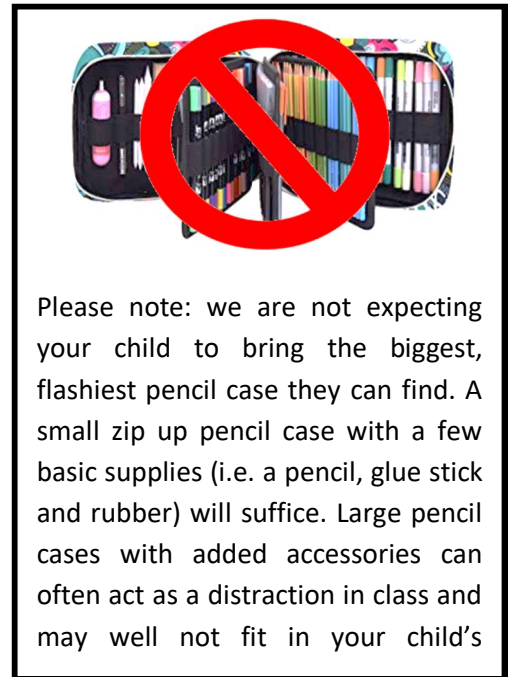 Please note: we are not expecting
your child to bring the biggest,
flashiest pencil case they can find. A
small zip up pencil case with a few
basic supplies (i.e. a pencil, glue stick
and rubber) will suffice. Large pencil
cases with added accessories can
often act as a distraction in class and
may well not fit in your child’s